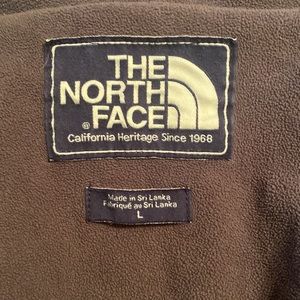 THE
NORTH
FACE
®
California Heritage Since 1968
Made in Sri Lanka
Fabriqué au Sri Lanka
L